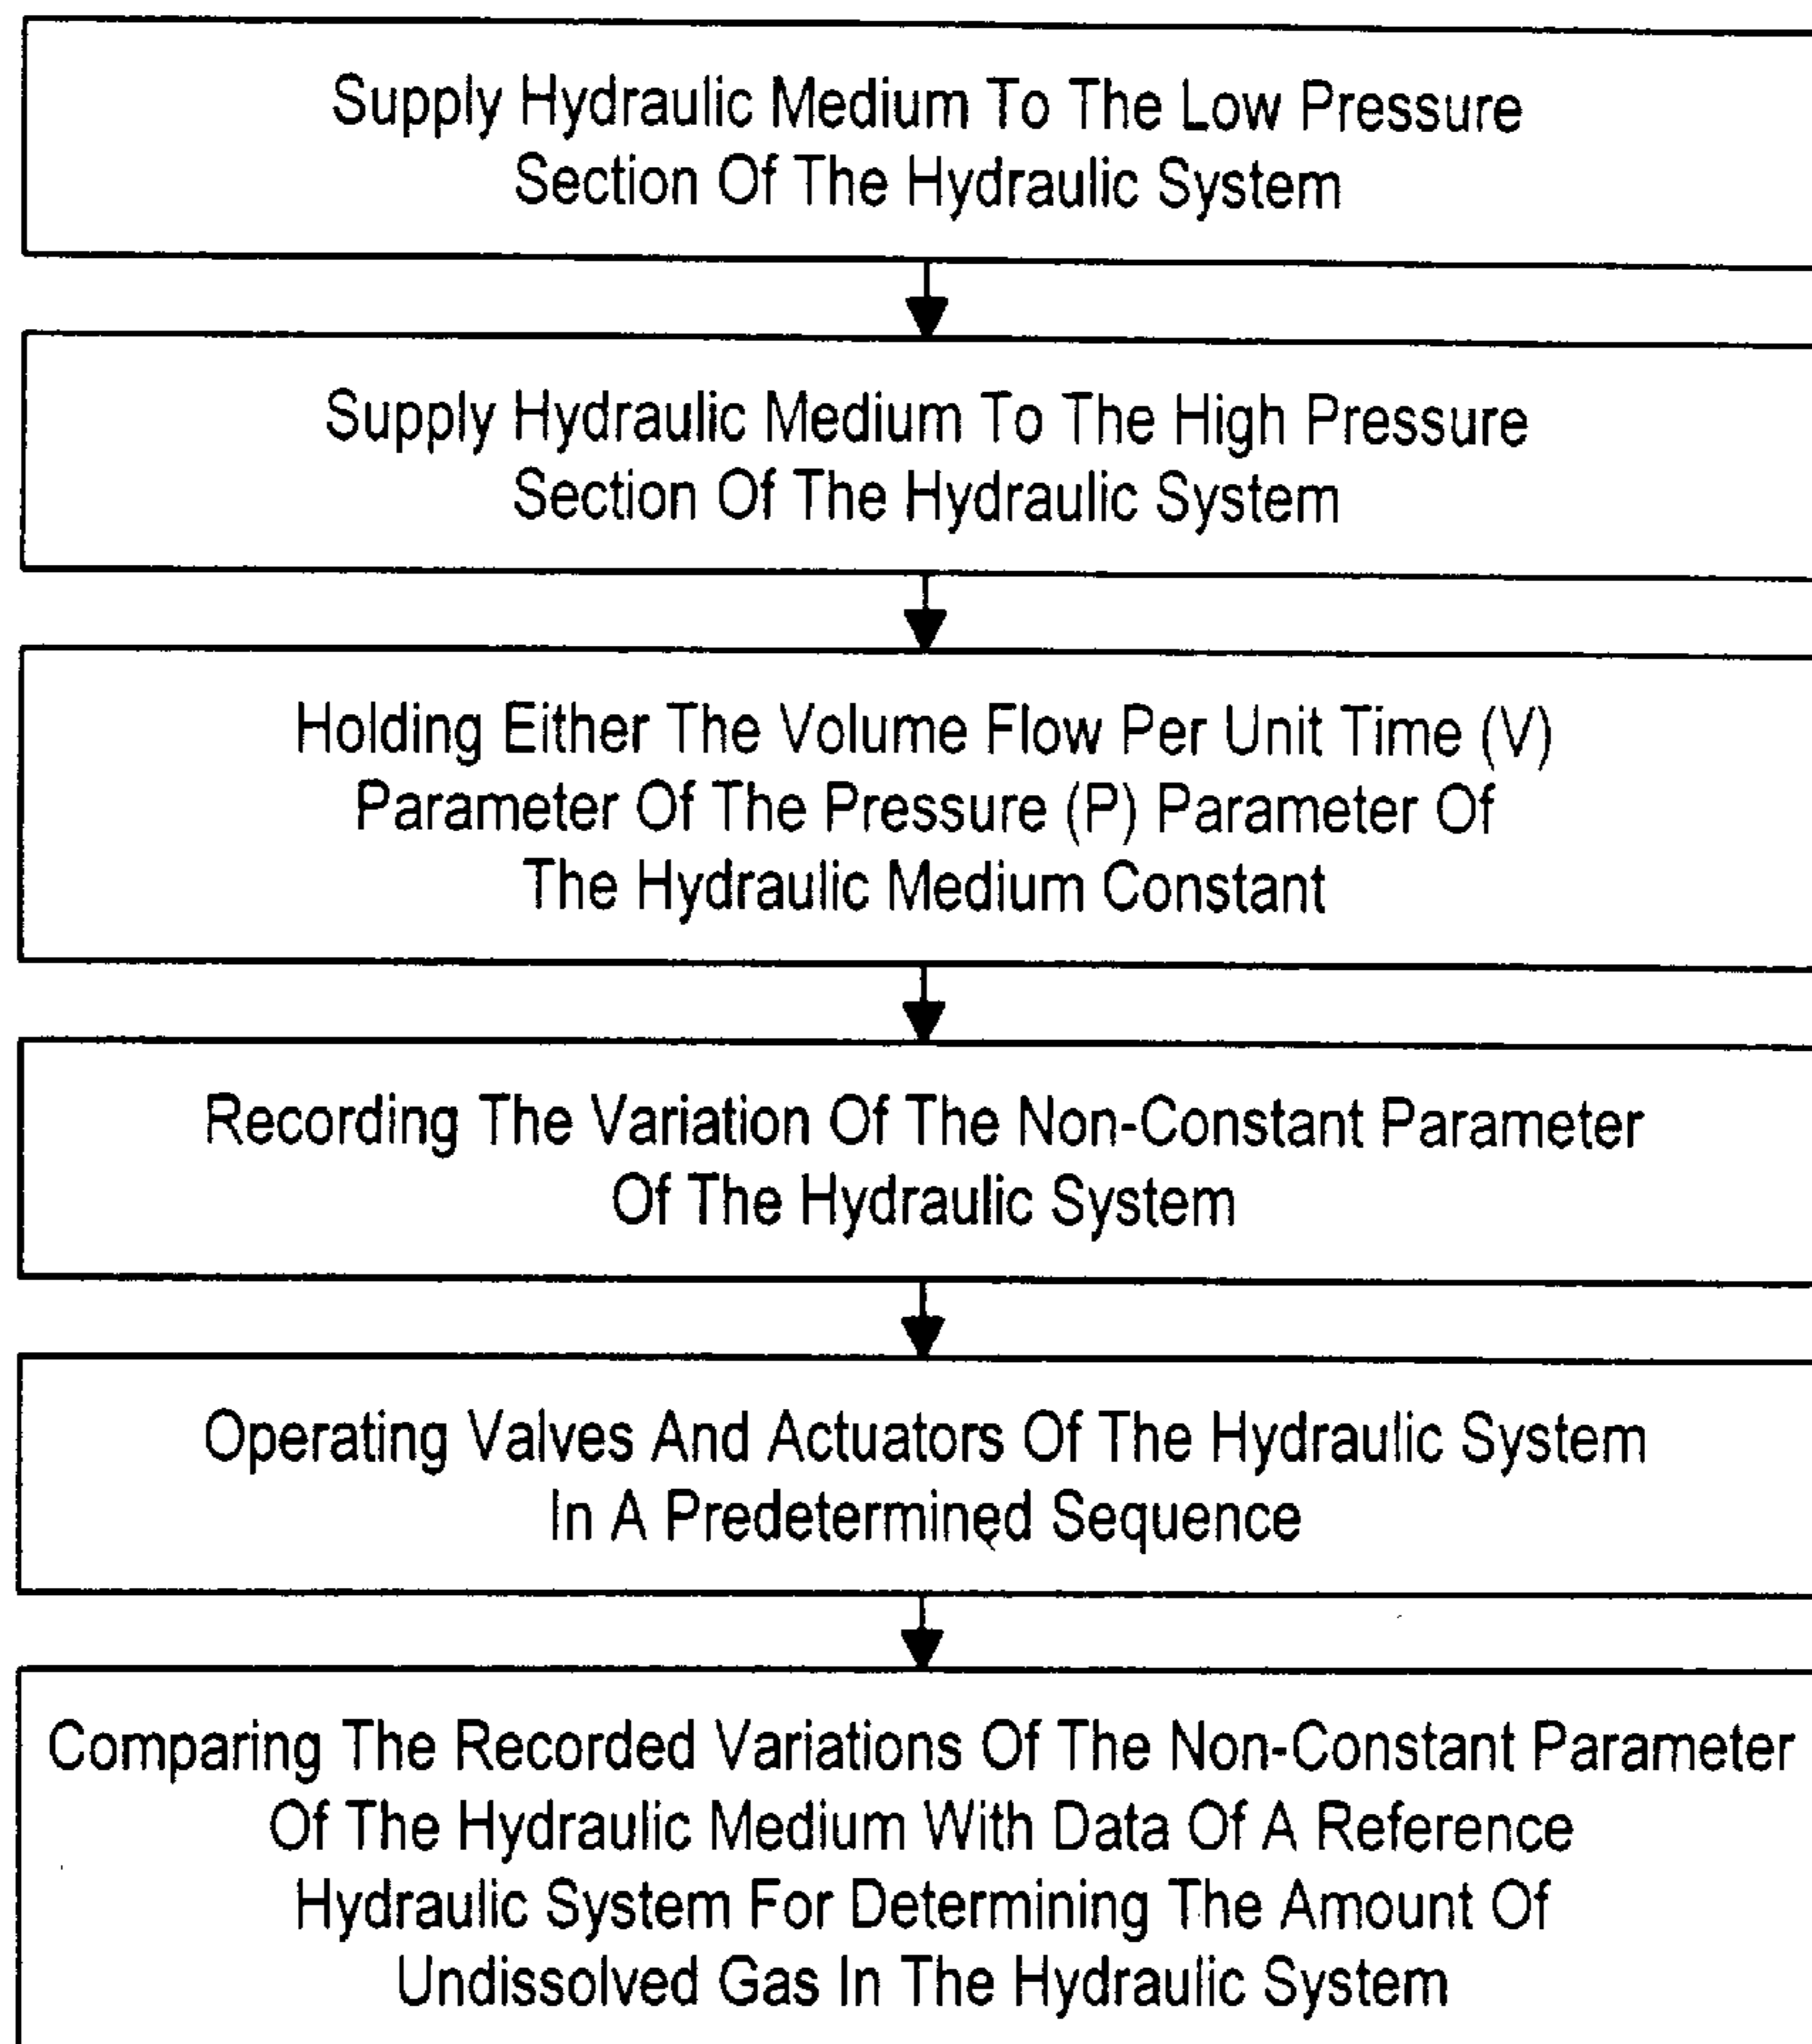 Supply Hydraulic Medium To The Low Pressure
Section Of The Hydraulic System
Supply Hydraulic Medium To The High Pressure
Section Of The Hydraulic System
Holding Either The Volume Flow Per Unit Time (V)
Parameter Of The Pressure (P) Parameter Of
The Hydraulic Medium Constant
Recording The Variation Of The Non-Constant Parameter
Of The Hydraulic System
Operating Valves And Actuators Of The Hydraulic System
In A Predetermined Sequence
Comparing The Recorded Variations Of The Non-Constant Parameter
Of The Hydraulic Medium With Data Of A Reference
Hydraulic System For Determining The Amount Of
Undissolved Gas In The Hydraulic System